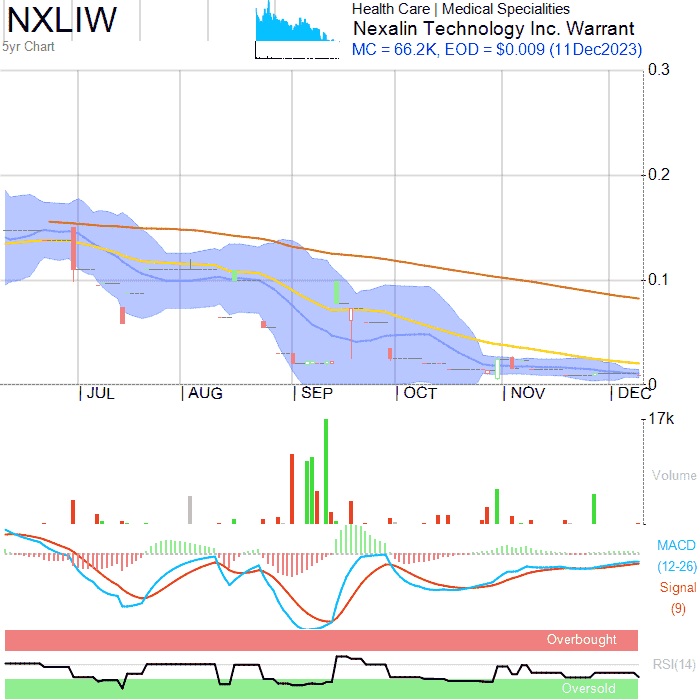 NXLIW
5yr Chart
Health Care | Medical Specialities
Nexalin Technology Inc. Warrant
MC = 66.2K, EOD = $0.009 (11Dec2023)
0.3
0.2
0.1
0
JUL AUG SEP OCT NOV DEC
17k
Volume
MACD
(12-26)
Signal
(9)
Overbought
RSI(14)
Oversold